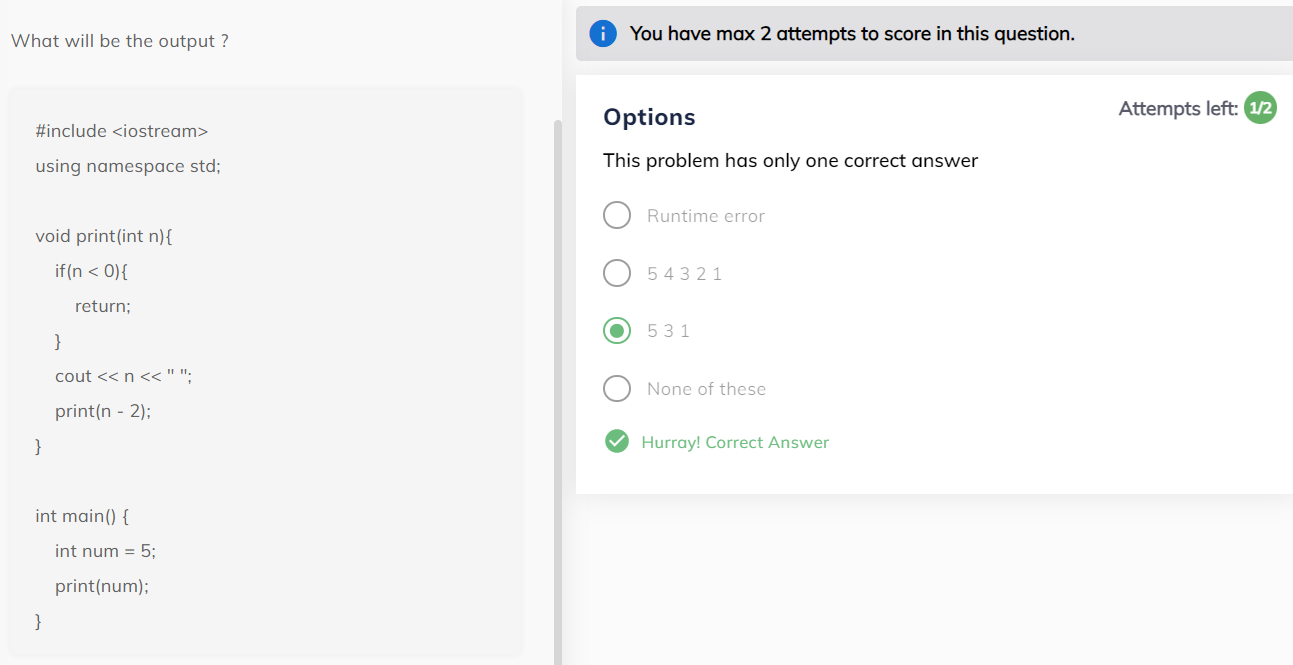 What will be the output ?
#include <iostream>
using namespace std;
void print(int n){
if(n < 0){
return;
}
cout << n << " ";
print(n - 2);
}
int main() {
int num = 5;
print(num);
}
You have max 2 attempts to score in this question.
Options
Attempts left: 1/2
This problem has only one correct answer
Runtime error
5 4 3 2 1
5 3 1
None of these
Hurray! Correct Answer